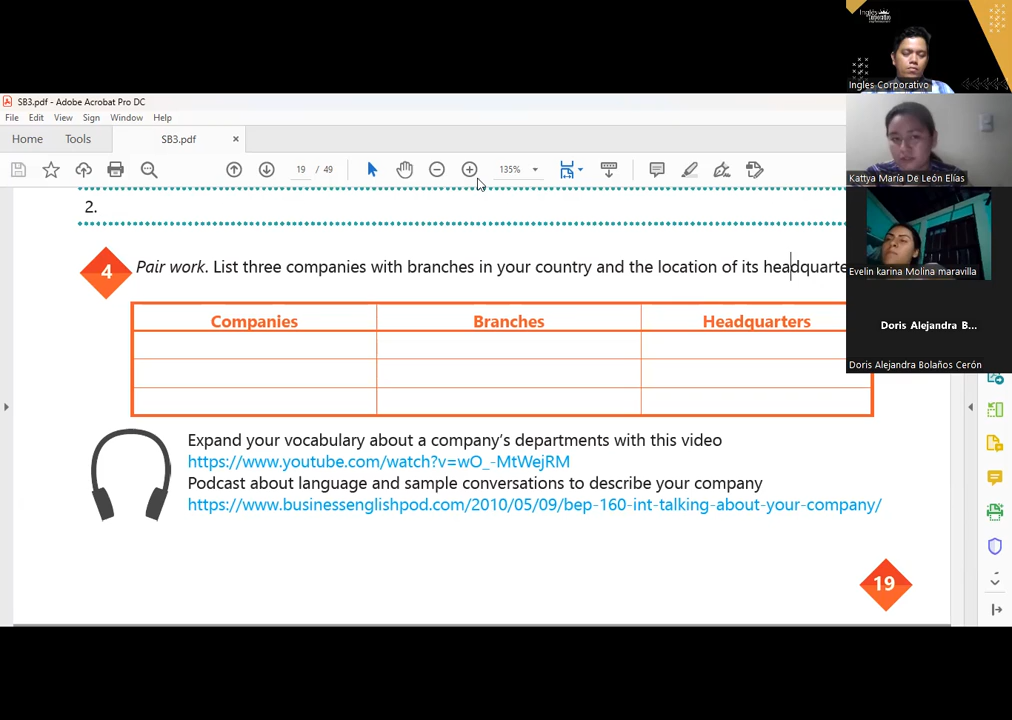 SB3.pdf - Adobe Acrobat Pro DC
File Edit View Sign Window Help
Home Tools SB3.pdf ×
19 / 49 135%
2.
4 Pair work. List three companies with branches in your country and the location of its headquarte
Companies Branches Headquarters
Expand your vocabulary about a company's departments with this video
https://www.youtube.com/watch?v=wO_-MtWejRM
Podcast about language and sample conversations to describe your company
https://www.businessenglishpod.com/2010/05/09/bep-160-int-talking-about-your-company/
19
Inglés
Corporativo
Ingles Corporativo
Kattya María De León Elías
Evelin karina Molina maravilla
Doris Alejandra B...
Doris Alejandra Bolaños Cerón